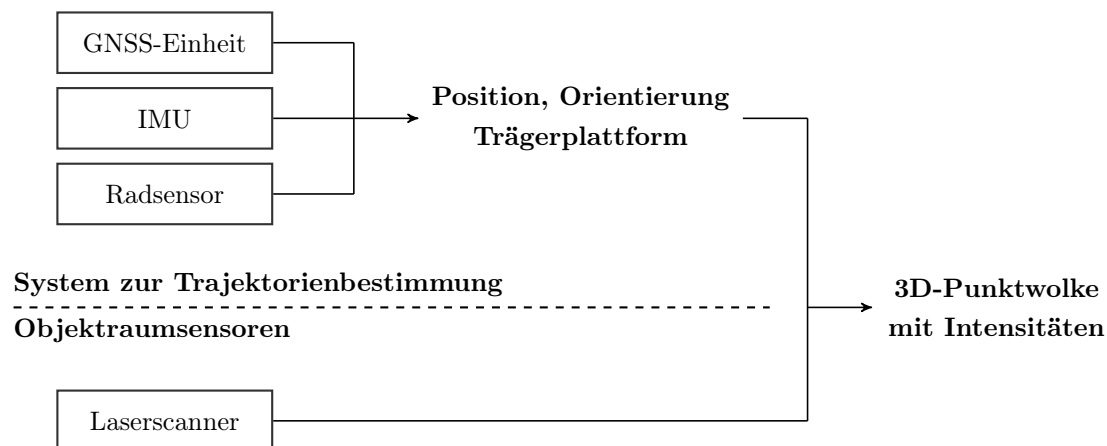 GNSS-Einheit
IMU
Radsensor
Position, Orientierung
Trägerplattform
System zur Trajektorienbestimmung
Objektraumsensoren
3D-Punktwolke
mit Intensitäten
Laserscanner